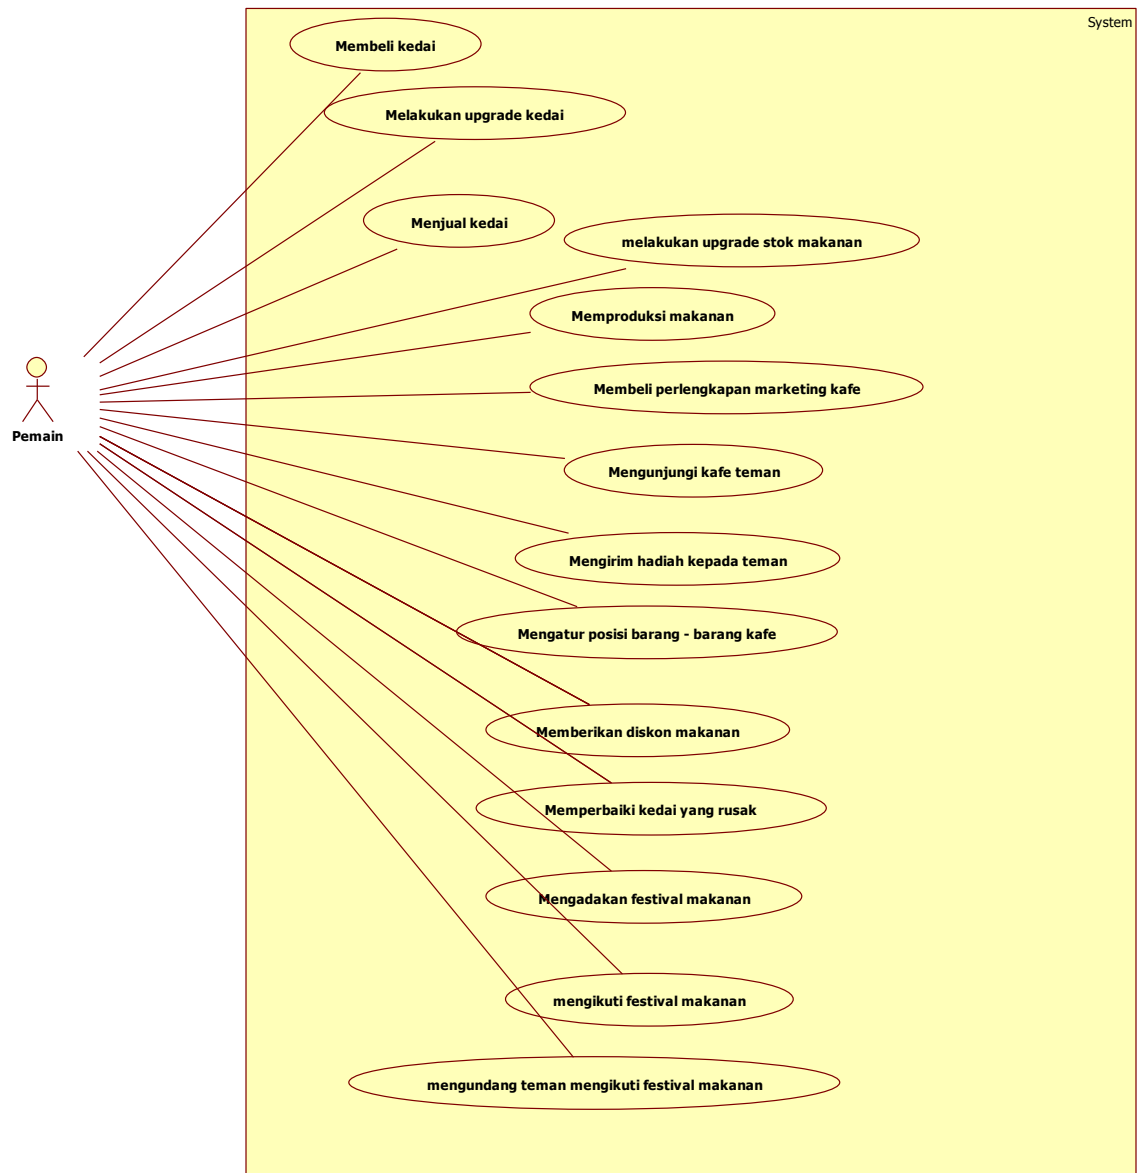 System
Membeli kedai
Melakukan upgrade kedai
Menjual kedai
melakukan upgrade stok makanan
Memproduksi makanan
Membeli perlengkapan marketing kafe
Pemain
Mengunjungi kafe teman
Mengirim hadiah kepada teman
Mengatur posisi barang - barang kafe
Memberikan diskon makanan
Memperbaiki kedai yang rusak
Mengadakan festival makanan
mengikuti festival makanan
mengundang teman mengikuti festival makanan